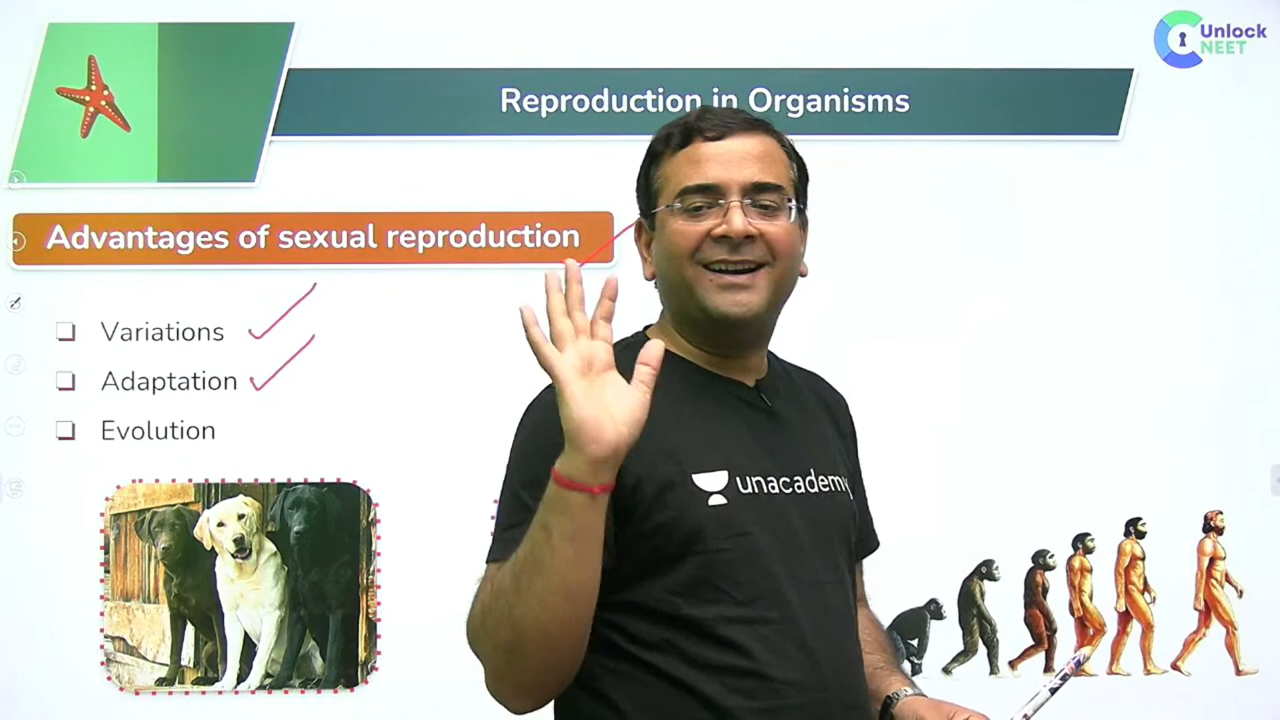 Unlock
NEET
Reproduction in Organisms
Advantages of sexual reproduction
Variations
Adaptation
Evolution
unacademy